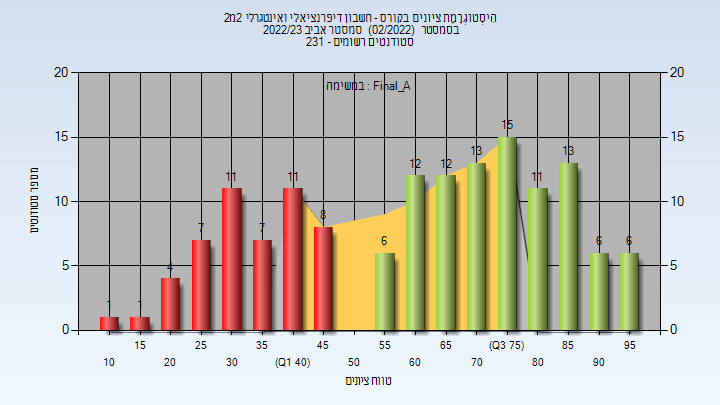 הִיסְטוֹגְרַמַת ציונים בקורס - חשבון דיפרנציאלי ואינטגרלי 2מ2
בסמסטר (02/2022) סמסטר אביב 2022/23
סטודנטים רשומים - 231
במשימה : Final_A
20 20
15 15
10 10
5 5
0 0
מספר סטודנטים
1 1 4 7 11 7 11 8 6 12 12 13 15 11 13 6 6
15 25 35 45 55 65 (Q3 75) 85 95
10 20 30 (Q1 40) 50 60 70 80 90
טווח ציונים